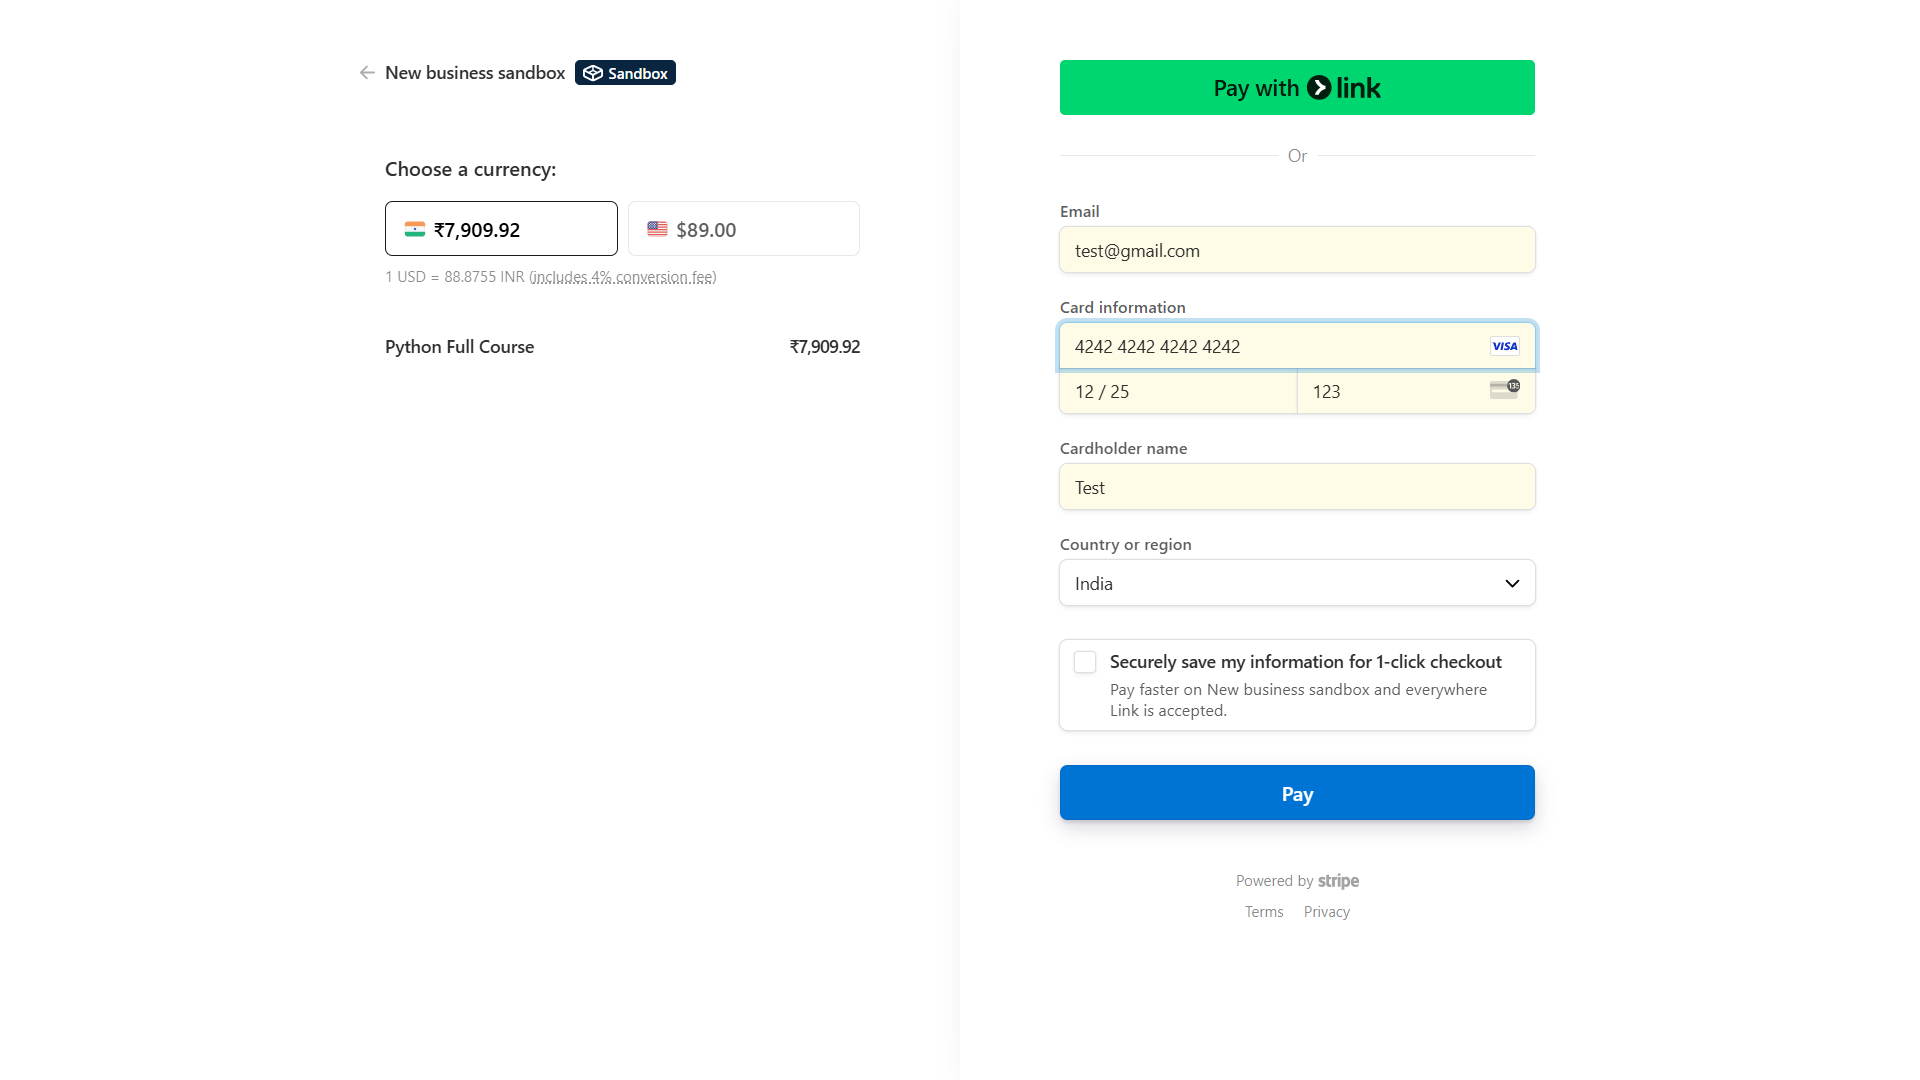 New business sandbox Sandbox
Choose a currency:
₹7,909.92 $89.00
1 USD = 88.8755 INR (includes 4% conversion fee)
Python Full Course ₹7,909.92
Pay with link
Or
Email
test@gmail.com
Card information
4242 4242 4242 4242 VISA
12 / 25 123 135
Cardholder name
Test
Country or region
India
Securely save my information for 1-click checkout
Pay faster on New business sandbox and everywhere
Link is accepted.
Pay
Powered by stripe
Terms Privacy